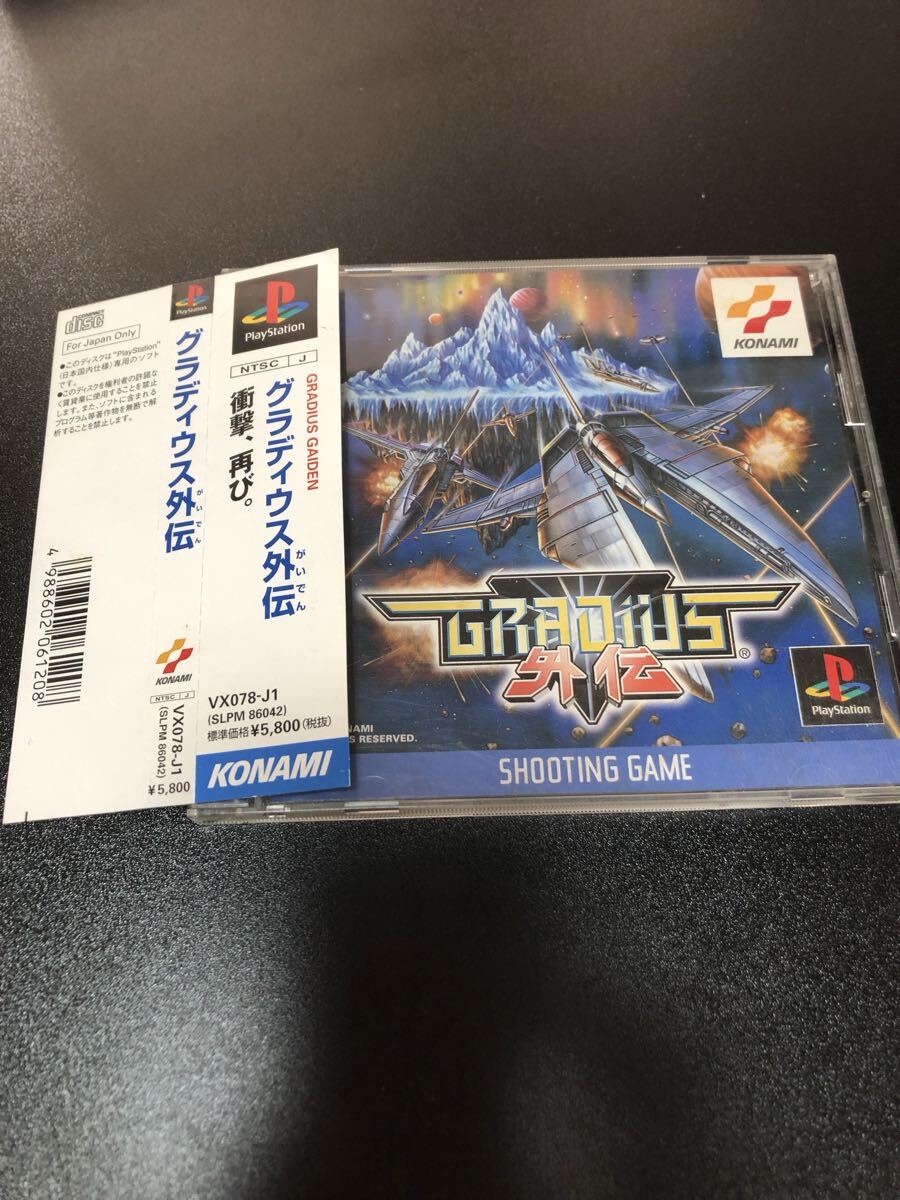 COMPACT
disc
For Japan Only
●このディスクは"PlayStation"
(日本国内仕様)専用のソフト
です。
●このディスクを権利者の許諾な
く賃貸業に使用することを禁止
します。また、ソフトに含まれる
プログラム等著作物を無断で解
析することを禁止します。
4 988602 061208
PlayStation
グラディウス外伝
がいでん
KONAMI
NTSC J
VX078-J1
(SLPM 86042)
¥5,800
PlayStation
NTSC J
GRADIUS GAIDEN
グラディウス外伝
がいでん
衝撃、再び。
VX078-J1
(SLPM 86042)
標準価格¥5,800(税抜)
KONAMI
KONAMI
GRADIUS
外伝
®
PlayStation
NAMI
S RESERVED.
SHOOTING GAME